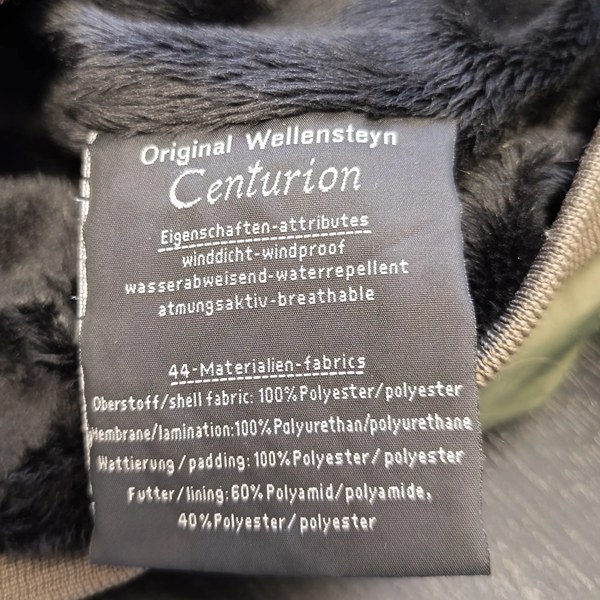 Original Wellensteyn
Centurion
Eigenschaften-attributes
winddicht-windproof
wasserabweisend-waterrepellent
atmungsaktiv-breathable
44-Materialien-fabrics
Oberstoff/shell fabric: 100%Polyester/polyester
Membrane/lamination:100%Polyurethan/polyurethane
Wattierung/padding: 100%Polyester/polyester
Futter/lining: 60%Polyamid/polyamide,
40%Polyester/polyester